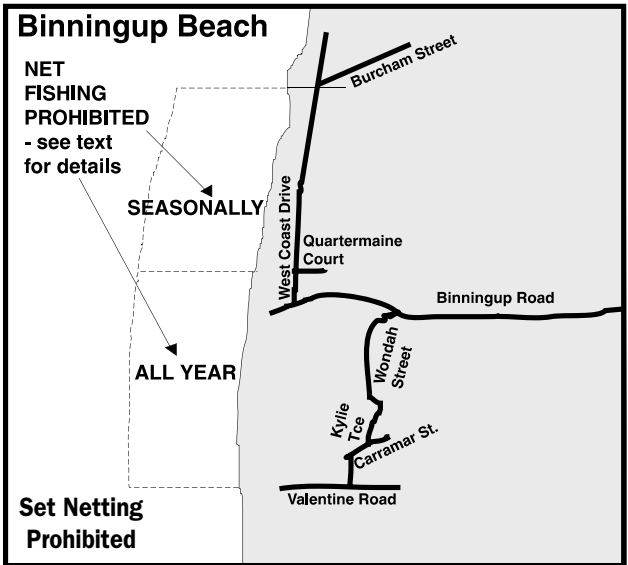 Binningup Beach
NET
FISHING
PROHIBITED
- see text
for details
SEASONALLY
ALL YEAR
Set Netting
Prohibited
Burcham Street
West Coast Drive
Quartermaine
Court
Binningup Road
Wondah
Street
Kylie
Tce
Carramar St.
Valentine Road